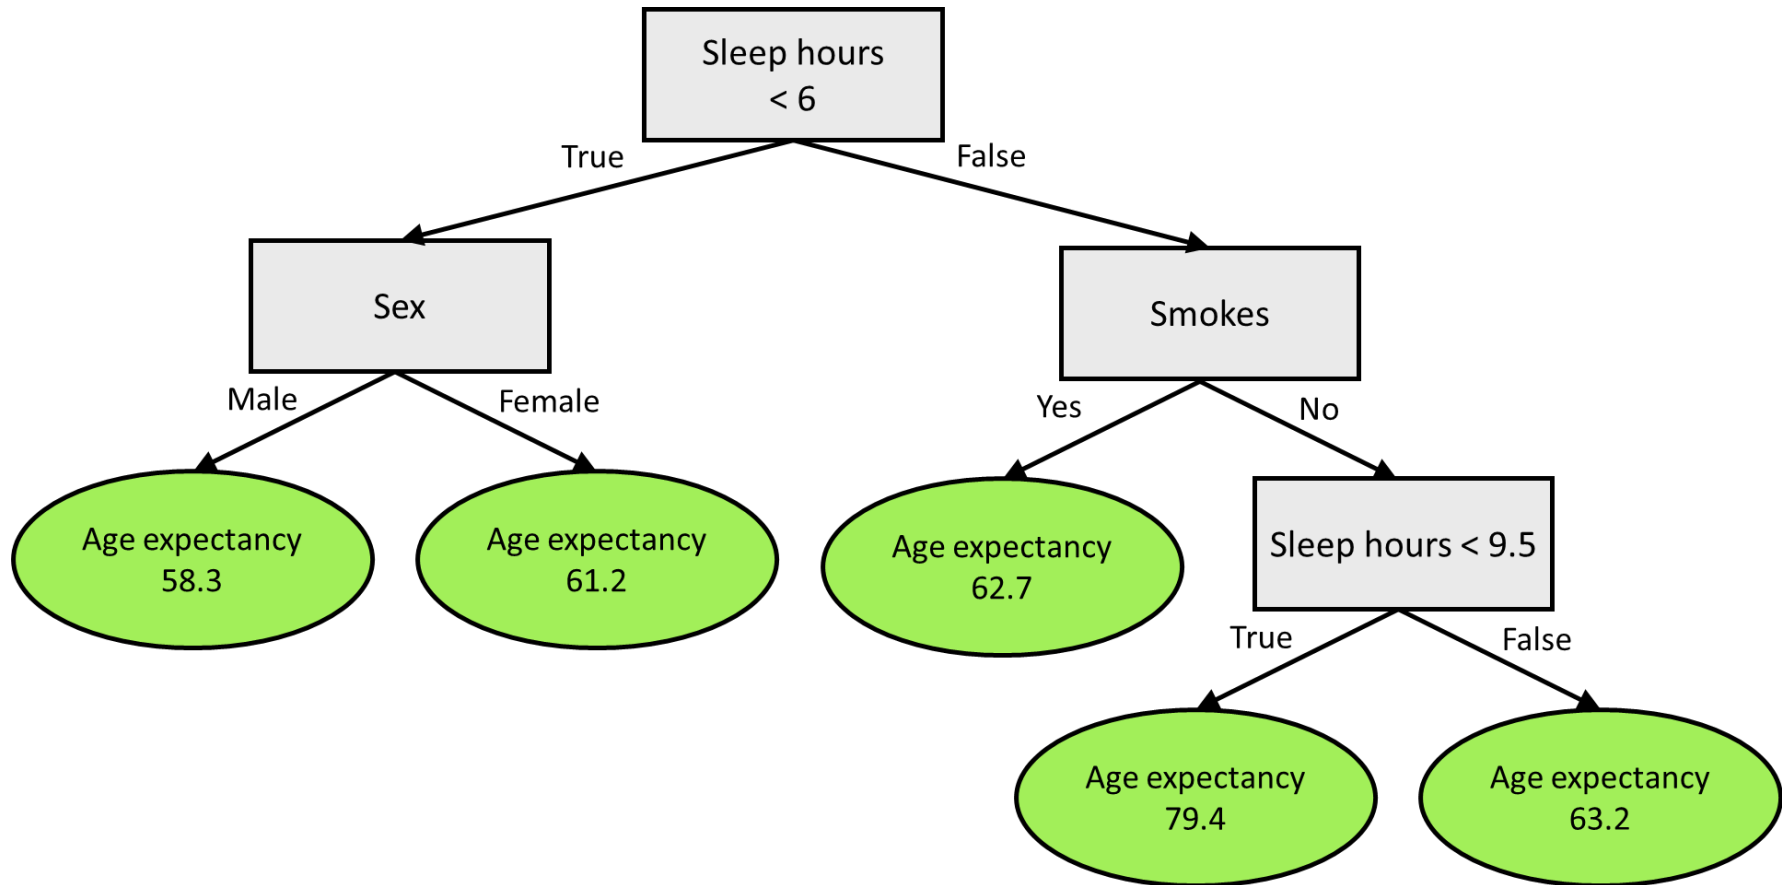 Sleep hours
< 6
True
False
Sex
Smokes
Male
Female
Yes
No
Age expectancy
58.3
Age expectancy
61.2
Age expectancy
62.7
Sleep hours < 9.5
True
False
Age expectancy
79.4
Age expectancy
63.2